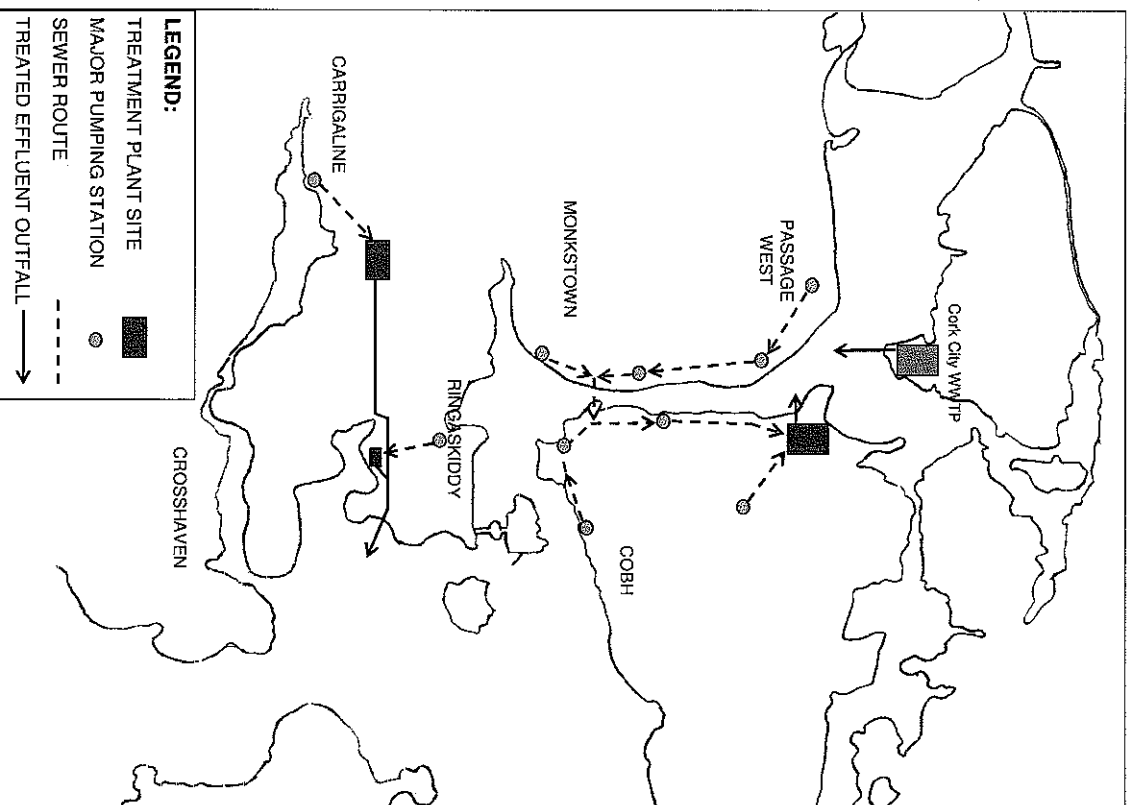 Cork City WWTP
PASSAGE
WEST
MONKSTOWN
COBH
RINGASKIDDY
CARRIGALINE
CROSSHAVEN
LEGEND:
TREATMENT PLANT SITE
MAJOR PUMPING STATION
SEWER ROUTE
TREATED EFFLUENT OUTFALL